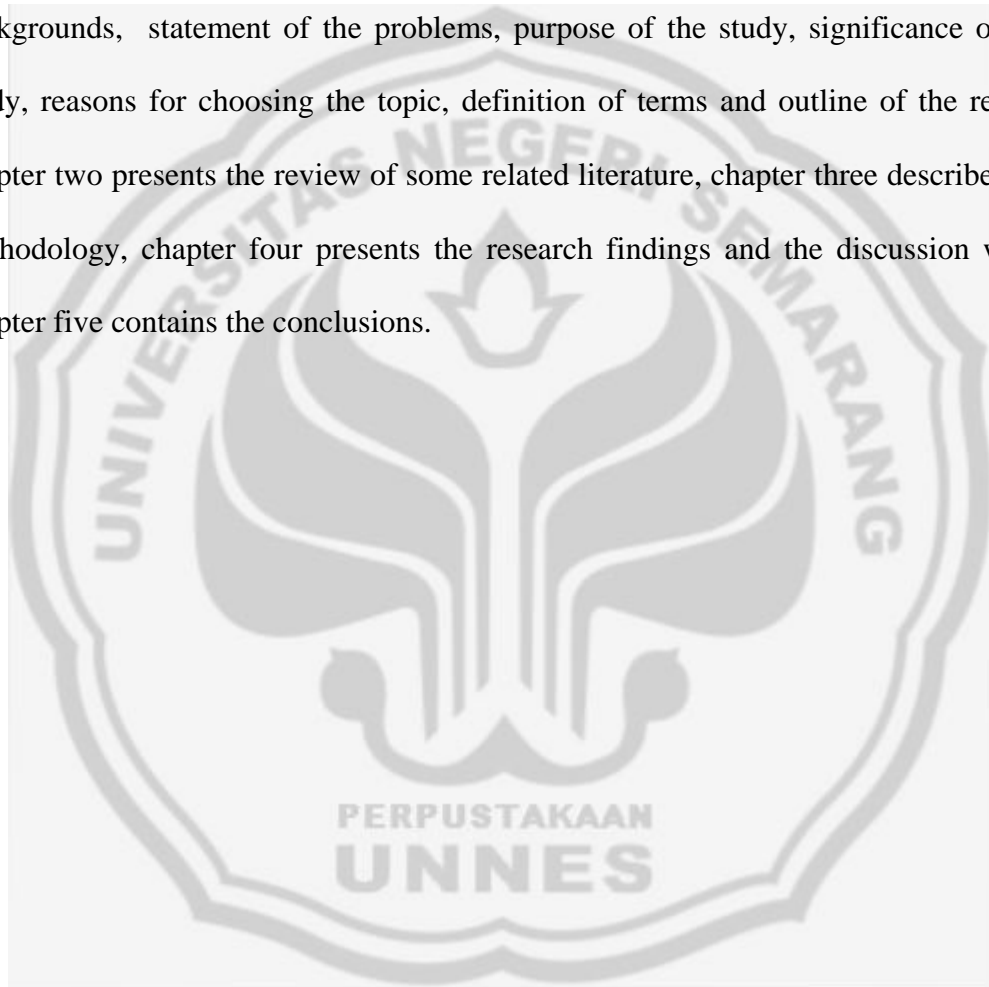 kgrounds, statement of the problems, purpose of the study, significance o
dy, reasons for choosing the topic, definition of terms and outline of the re
pter two presents the review of some related literature, chapter three describe
hodology, chapter four presents the research findings and the discussion
pter five contains the conclusions.
UNIVERSITAS NEGERI SEMARANG
PERPUSTAKAAN
UNNES